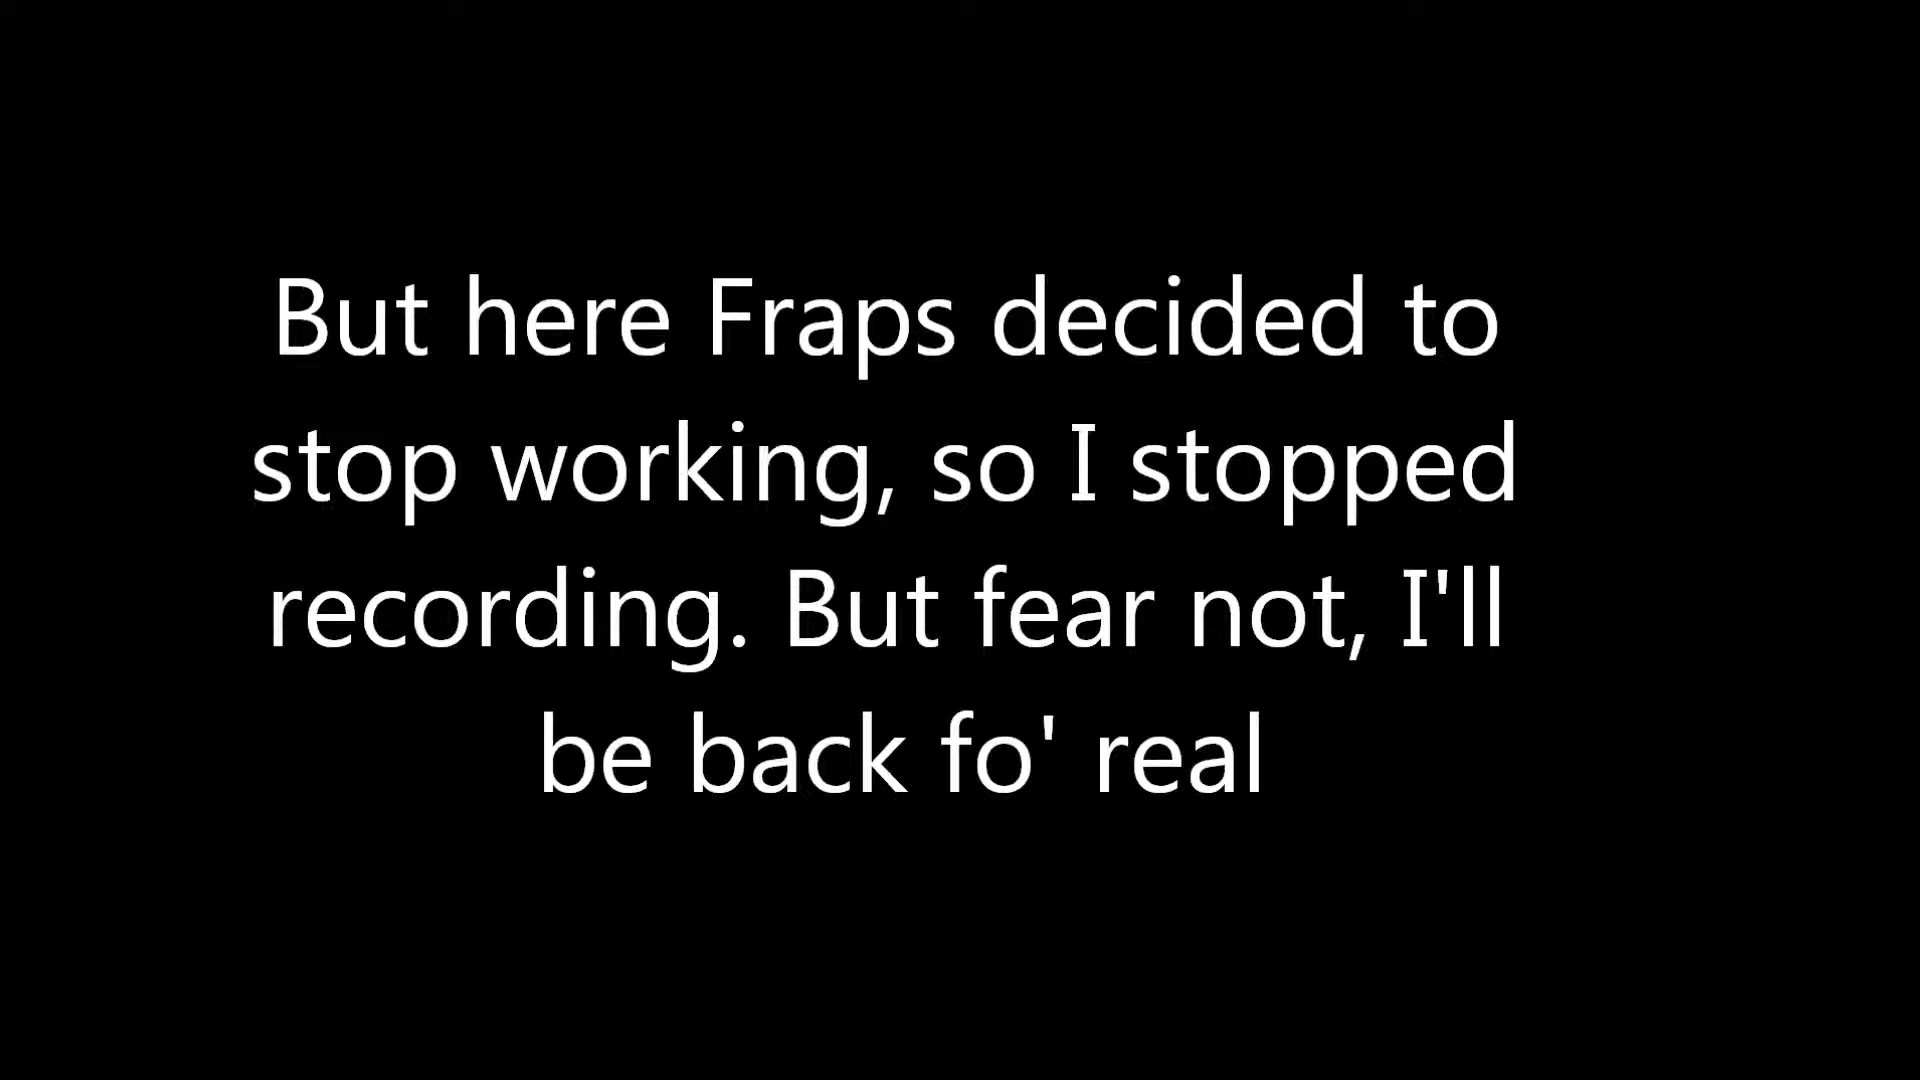 But here Fraps decided to
stop working, so I stopped
recording. But fear not, I'll
be back fo' real